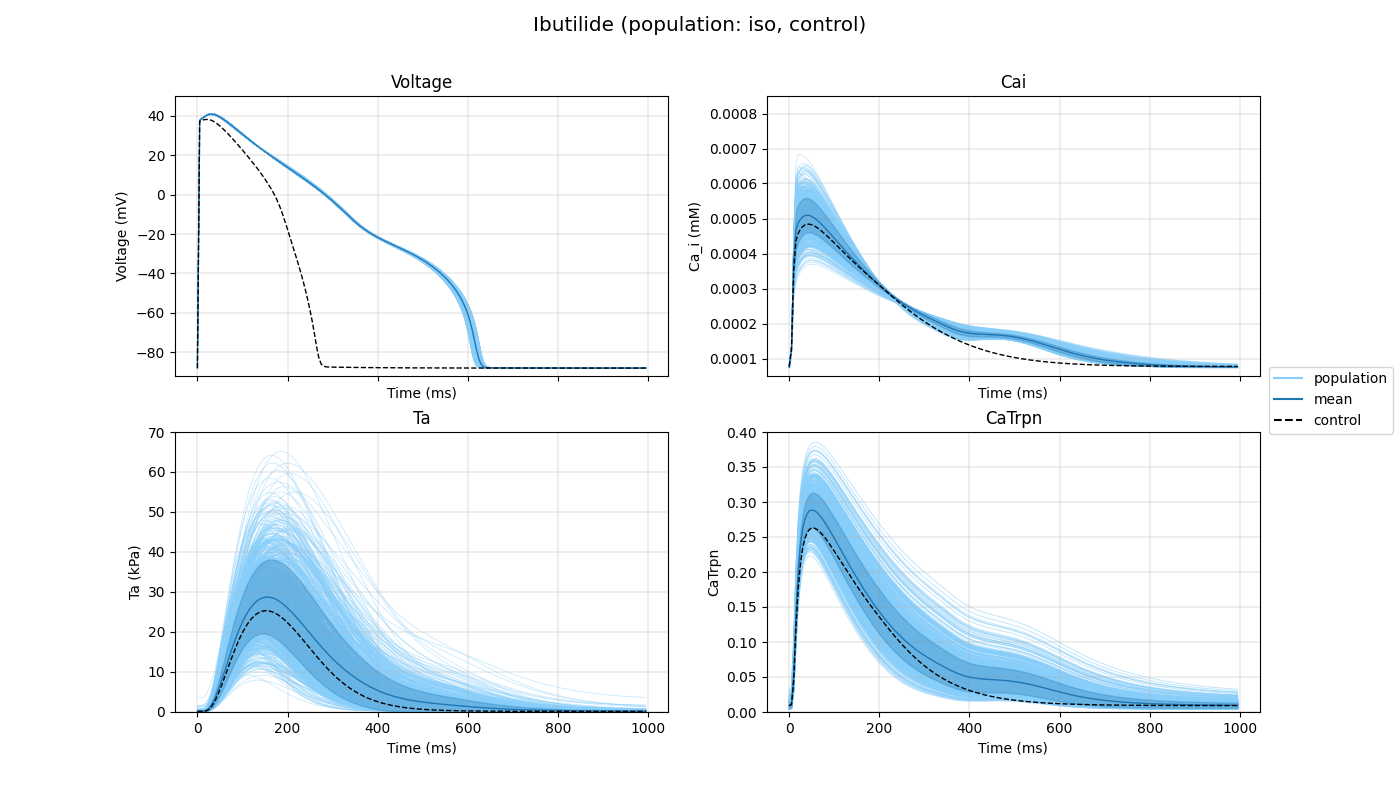 Ibutilide (population: iso, control)
Voltage
Voltage (mV)
40
20
0
−20
−40
−60
−80
Time (ms)
Cai
Ca_i (mM)
0.0008
0.0007
0.0006
0.0005
0.0004
0.0003
0.0002
0.0001
Time (ms)
population
mean
control
Ta
Ta (kPa)
70
60
50
40
30
20
10
0
0 200 400 600 800 1000
Time (ms)
CaTrpn
CaTrpn
0.40
0.35
0.30
0.25
0.20
0.15
0.10
0.05
0.00
0 200 400 600 800 1000
Time (ms)